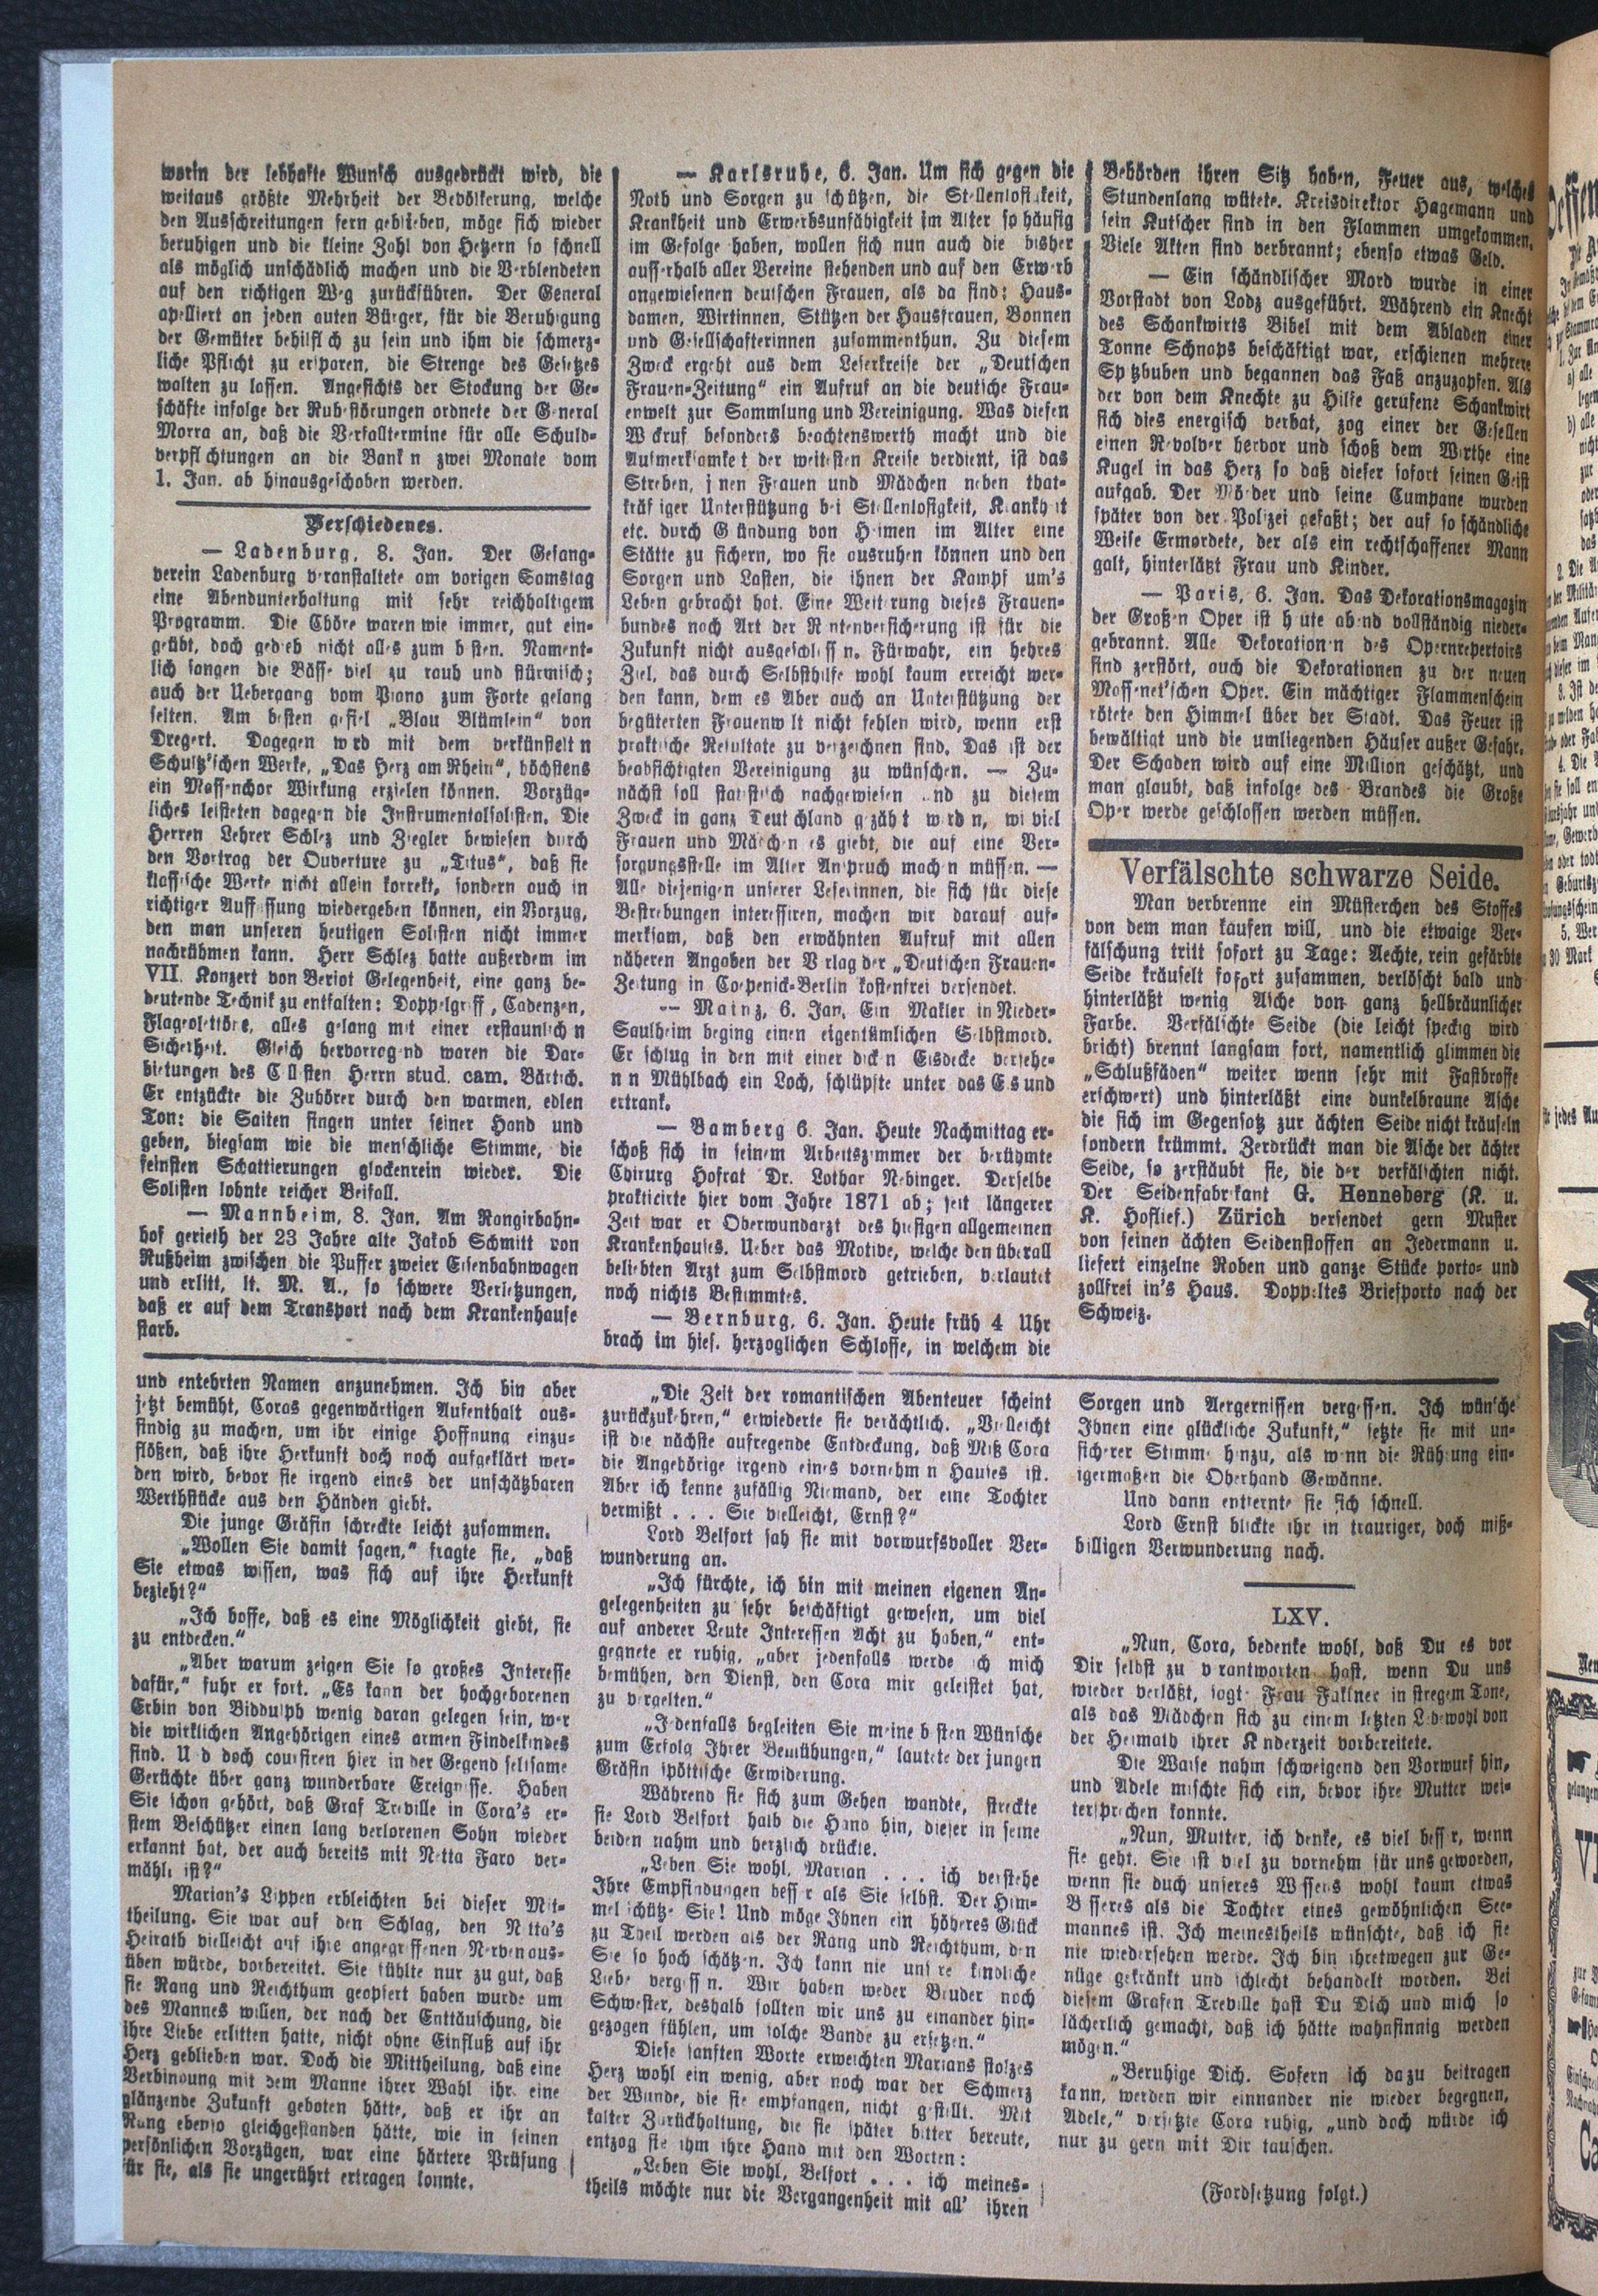 worin der lebhafte Wunsch ausgedrückt wird, die
weitaus größte Mehrheit der Bevölkerung, welche
den Ausschreitungen fern geblieben, möge sich wieder
beruhigen und die kleine Zahl von Hetzern so schnell
als möglich unschädlich machen und die Verblendeten
auf den richtigen Weg zurückführen. Der General
apelliert an jeden guten Bürger, für die Beruhigung
der Gemüter behilflich zu sein und ihm die schmerz-
liche Pflicht zu ersparen, die Strenge des Gesetzes
walten zu lassen. Angesichts der Stockung der Ge-
schäfte infolge der Ruhestörungen ordnete der General
Morra an, daß die Verfalltermine für alle Schuld-
verpflichtungen an die Banken zwei Monate vom
1. Jan. ab hinausgeschoben werden.
Verschiedenes.
— Ladenburg, 8. Jan. Der Gesang-
verein Ladenburg veranstaltete am vorigen Samstag
eine Abendunterhaltung mit sehr reichhaltigem
Programm. Die Chöre waren wie immer, gut ein-
geübt, doch gedieh nicht alles zum besten. Nament-
lich sangen die Bässe viel zu rauh und stürmisch;
auch der Uebergang vom Piano zum Forte gelang
selten. Am besten gefiel „Blau Blümlein“ von
Dregert. Dagegen wird mit dem verkünstelten
Schultz'schen Werke, „Das Herz am Rhein“, höchstens
ein Massenchor Wirkung erzielen können. Vorzüg-
liches leisteten dagegen die Instrumentalsolisten. Die
Herren Lehrer Schlez und Ziegler bewiesen durch
den Vortrag der Ouverture zu „Titus“, daß sie
klassische Werke nicht allein korrekt, sondern auch in
richtiger Auffassung wiedergeben können, ein Vorzug,
den man unseren heutigen Solisten nicht immer
nachrühmen kann. Herr Schlez hatte außerdem im
VII. Konzert von Beriot Gelegenheit, eine ganz be-
deutende Technik zu entfalten: Doppelgriff, Cadenzen,
Flageolettöre, alles gelang mit einer erstaunlichen
Sicherheit. Gleich hervorragend waren die Dar-
bietungen des Cellisten Herrn stud. cam. Bärtich.
Er entzückte die Zuhörer durch den warmen, edlen
Ton: die Saiten singen unter seiner Hand und
geben, biegsam wie die menschliche Stimme, die
feinsten Schattierungen glockenrein wieder. Die
Solisten lohnte reicher Beifall.
— Mannheim, 8. Jan. Am Rangirbahn-
hof gerieth der 23 Jahre alte Jakob Schmitt von
Rußheim zwischen die Puffer zweier Eisenbahnwagen
und erlitt, lt. M. A., so schwere Verletzungen,
daß er auf dem Transport nach dem Krankenhause
starb.
— Karlsruhe, 6. Jan. Um sich gegen die
Noth und Sorgen zu schützen, die Stellenlosigkeit,
Krankheit und Erwerbsunfähigkeit im Alter so häufig
im Gefolge haben, wollen sich nun auch die bisher
ausserhalb aller Vereine stehenden und auf den Erwerb
angewiesenen deutschen Frauen, als da sind: Haus-
damen, Wirtinnen, Stützen der Hausfrauen, Bonnen
und Gesellschafterinnen zusammenthun. Zu diesem
Zweck ergeht aus dem Leserkreise der „Deutschen
Frauen-Zeitung“ ein Aufruf an die deutsche Frau-
enwelt zur Sammlung und Vereinigung. Was diesen
Weckruf besonders beachtenswerth macht und die
Aufmerksamkeit der weitesten Kreise verdient, ist das
Streben, jenen Frauen und Mädchen neben that-
kräftiger Unterstützung bei Stellenlosigkeit, Krankheit
etc. durch Gründung von Heimen im Alter eine
Stätte zu sichern, wo sie ausruhen können und den
Sorgen und Lasten, die ihnen der Kampf um's
Leben gebracht hat. Eine Weiterung dieses Frauen-
bundes nach Art der Rentenversicherung ist für die
Zukunft nicht ausgeschlossen. Fürwahr, ein hehres
Ziel, das durch Selbsthilfe wohl kaum erreicht wer-
den kann, dem es Aber auch an Unterstützung der
begüterten Frauenwelt nicht fehlen wird, wenn erst
praktische Resultate zu verzeichnen sind. Das ist der
beabsichtigten Vereinigung zu wünschen. — Zu-
nächst soll statistisch nachgewiesen und zu diesem
Zweck in ganz Teutschland gezählt werden, wieviel
Frauen und Mädchen es giebt, die auf eine Ver-
sorgungsstelle im Alter Anspruch machen müssen. —
Alle diejenigen unserer Leserinnen, die sich für diese
Bestrebungen interessiren, machen wir darauf auf-
merksam, daß den erwähnten Aufruf mit allen
näheren Angaben der Verlag der „Deutschen Frauen-
Zeitung in Coepenick-Berlin kostenfrei versendet.
— Mainz, 6. Jan. Ein Makler in Nieder-
Saulheim beging einen eigentümlichen Selbstmord.
Er schlug in den mit einer dicken Eisdecke versehe-
nen Mühlbach ein Loch, schlüpfte unter das Eis und
ertrank.
— Bamberg 6. Jan. Heute Nachmittag er-
schoß sich in seinem Arbeitszimmer der berühmte
Chirurg Hofrat Dr. Lothar Nebinger. Derselbe
prakticirte hier vom Jahre 1871 ab; seit längerer
Zeit war er Oberwundarzt des hiesigen allgemeinen
Krankenhauses. Ueber das Motive, welche den überall
beliebten Arzt zum Selbstmord getrieben, verlautet
noch nichts Bestimmtes.
— Bernburg, 6. Jan. Heute früh 4 Uhr
brach im hies. herzoglichen Schlosse, in welchem die
Behörden ihren Sitz haben, Feuer aus, welches
Stundenlang wütete. Kreisdirektor Hagemann und
sein Kutscher sind in den Flammen umgekommen.
Viele Akten sind verbrannt; ebenso etwas Geld.
— Ein schändlischer Mord wurde in einer
Vorstadt von Lodz ausgeführt. Während ein Knecht
des Schankwirts Bibel mit dem Abladen einer
Tonne Schnaps beschäftigt war, erschienen mehrere
Spitzbuben und begannen das Faß anzuzapfen. Als
der von dem Knechte zu Hilfe gerufene Schankwirt
sich dies energisch verbat, zog einer der Gesellen
einen Revolver hervor und schoß dem Wirthe eine
Kugel in das Herz so daß dieser sofort seinen Geist
aufgab. Der Mörder und seine Cumpane wurden
später von der Polizei gefaßt; der auf so schändliche
Weise Ermordete, der als ein rechtschaffener Mann
galt, hinterläßt Frau und Kinder.
— Paris, 6. Jan. Das Dekorationsmagazin
der Großen Oper ist heute abend vollständig nieder-
gebrannt. Alle Dekorationen des Opernrepertoirs
sind zerstört, auch die Dekorationen zu der neuen
Massenet'schen Oper. Ein mächtiger Flammenschein
rötete den Himmel über der Stadt. Das Feuer ist
bewältigt und die umliegenden Häuser außer Gefahr.
Der Schaden wird auf eine Million geschätzt, und
man glaubt, daß infolge des Brandes die Große
Oper werde geschlossen werden müssen.
Verfälschte schwarze Seide.
Man verbrenne ein Müsterchen des Stoffes
von dem man kaufen will, und die etwaige Ver-
fälschung tritt sofort zu Tage: Aechte, rein gefärbte
Seide kräuselt sofort zusammen, verlöscht bald und
hinterläßt wenig Asche von ganz hellbräunlicher
Farbe. Verfälschte Seide (die leicht speckig wird
bricht) brennt langsam fort, namentlich glimmen die
„Schlußfäden“ weiter wenn sehr mit Fastbroffe
erschwert) und hinterläßt eine dunkelbraune Asche
die sich im Gegensatz zur ächten Seide nicht kräuseln
sondern krümmt. Zerdrückt man die Asche der ächter
Seide, so zerstäubt sie, die der verfälschten nicht.
Der Seidenfabrikant G. Henneberg (K. u.
K. Hoflief.) Zürich versendet gern Muster
von seinen ächten Seidenstoffen an Jedermann u.
liefert einzelne Roben und ganze Stücke porto- und
zollfrei in's Haus. Doppeltes Briefporto nach der
Schweiz.
und entehrten Namen anzunehmen. Ich bin aber
jetzt bemüht, Coras gegenwärtigen Aufenthalt aus-
findig zu machen, um ihr einige Hoffnung einzu-
flößen, daß ihre Herkunft doch noch aufgeklärt wer-
den wird, bevor sie irgend eines der unschätzbaren
Werthstücke aus den Händen giebt.
Die junge Gräfin schreckte leicht zusammen.
„Wollen Sie damit sagen,“ fragte sie, „daß
Sie etwas wissen, was sich auf ihre Herkunft
bezieht?“
„Ich hoffe, daß es eine Möglichkeit giebt, sie
zu entdecken.“
„Aber warum zeigen Sie so großes Interesse
dafür,“ fuhr er fort. „Es kann der hochgeborenen
Erbin von Biddulph wenig daran gelegen sein, wer
die wirklichen Angehörigen eines armen Findelkindes
sind. Und doch coursiren hier in der Gegend seltsame
Gerüchte über ganz wunderbare Ereignisse. Haben
Sie schon gehört, daß Graf Treville in Cora's er-
stem Beschützer einen lang verlorenen Sohn wieder
erkannt hat, der auch bereits mit Netta Faro ver-
mählt ist?“
Marian's Lippen erbleichten bei dieser Mit-
theilung. Sie war auf den Schlag, den Netta's
Heirath vielleicht auf ihre angegriffenen Nerven aus-
üben würde, vorbereitet. Sie fühlte nur zu gut, daß
sie Rang und Reichthum geopfert haben wurde um
des Mannes willen, der nach der Enttäuschung, die
ihre Liebe erlitten hatte, nicht ohne Einfluß auf ihr
Herz geblieben war. Doch die Mittheilung, daß eine
Verbindung mit dem Manne ihrer Wahl ihr eine
glänzende Zukunft geboten hätte, daß er ihr an
Rang ebenso gleichgestanden hätte, wie in seinen
persönlichen Vorzügen, war eine härtere Prüfung
für sie, als sie ungerührt ertragen konnte.
„Die Zeit der romantischen Abenteuer scheint
zurückzukehren,“ erwiederte sie verächtlich. „Vielleicht
ist die nächste aufregende Entdeckung, daß Miß Cora
die Angehörige irgend eines vornehmen Hauses ist.
Aber ich kenne zufällig Niemand, der eine Tochter
vermißt . . . Sie vielleicht, Ernst?“
Lord Belfort sah sie mit vorwurfsvoller Ver-
wunderung an.
„Ich fürchte, ich bin mit meinen eigenen An-
gelegenheiten zu sehr beschäftigt gewesen, um viel
auf anderer Leute Interessen Acht zu haben,“ ent-
gegnete er ruhig, „aber jedenfalls werde ich mich
bemühen, den Dienst, den Cora mir geleistet hat,
zu vergelten.“
„Jedenfalls begleiten Sie meine besten Wünsche
zum Erfolg Ihrer Bemühungen,“ lautete der jungen
Gräfin spöttische Erwiderung.
Während sie sich zum Gehen wandte, streckte
sie Lord Belfort halb die Hand hin, dieser in seine
beiden nahm und herzlich drückte.
„Leben Sie wohl, Marian . . . ich verstehe
Ihre Empfindungen besser als Sie selbst. Der Him-
mel schütze Sie! Und möge Ihnen ein höheres Glück
zu Theil werden als der Rang und Reichthum, den
Sie so hoch schätzen. Ich kann nie unsere kindliche
Liebe vergessen. Wir haben weder Bruder noch
Schwester, deshalb sollten wir uns zu einander hin-
gezogen fühlen, um solche Bande zu ersetzen.“
Diese sanften Worte erweichten Marians stolzes
Herz wohl ein wenig, aber noch war der Schmerz
der Wunde, die sie empfangen, nicht gestillt. Mit
kalter Zurückhaltung, die sie später bitter bereute,
entzog sie ihm ihre Hand mit den Worten:
„Leben Sie wohl, Belfort . . . ich meines-
theils möchte nur die Vergangenheit mit all' ihren
Sorgen und Aergernissen vergessen. Ich wünsche
Ihnen eine glückliche Zukunft,“ setzte sie mit un-
sicherer Stimme hinzu, als wenn die Rührung ein-
igermaßen die Oberhand Gewänne.
Und dann entfernte sie sich schnell.
Lord Ernst blickte ihr in trauriger, doch miß-
billigen Verwunderung nach.
LXV.
„Nun, Cora, bedenke wohl, daß Du es vor
Dir selbst zu verantworten hast, wenn Du uns
wieder verläßt, sagte Frau Falkner in stregem Tone,
als das Mädchen sich zu einem letzten Lebewohl von
der Heimath ihrer Kinderzeit vorbereitete.
Die Waise nahm schweigend den Vorwurf hin,
und Adele mischte sich ein, bevor ihre Mutter wei-
tersprechen konnte.
„Nun, Mutter, ich denke, es viel besser, wenn
sie geht. Sie ist viel zu vornehm für uns geworden,
wenn sie duch unseres Wissens wohl kaum etwas
Besseres als die Tochter eines gewöhnlichen See-
mannes ist. Ich meinestheils wünschte, daß ich sie
nie wiedersehen werde. Ich bin ihretwegen zur Ge-
nüge gekränkt und schlecht behandelt worden. Bei
diesem Grafen Treville hast Du Dich und mich so
lächerlich gemacht, daß ich hätte wahnsinnig werden
mögen.“
„Beruhige Dich. Sofern ich dazu beitragen
kann, werden wir einnander nie wieder begegnen,
Adele,“ versetzte Cora ruhig, „und doch würde ich
nur zu gern mit Dir tauschen.
(Fordsetzung folgt.)